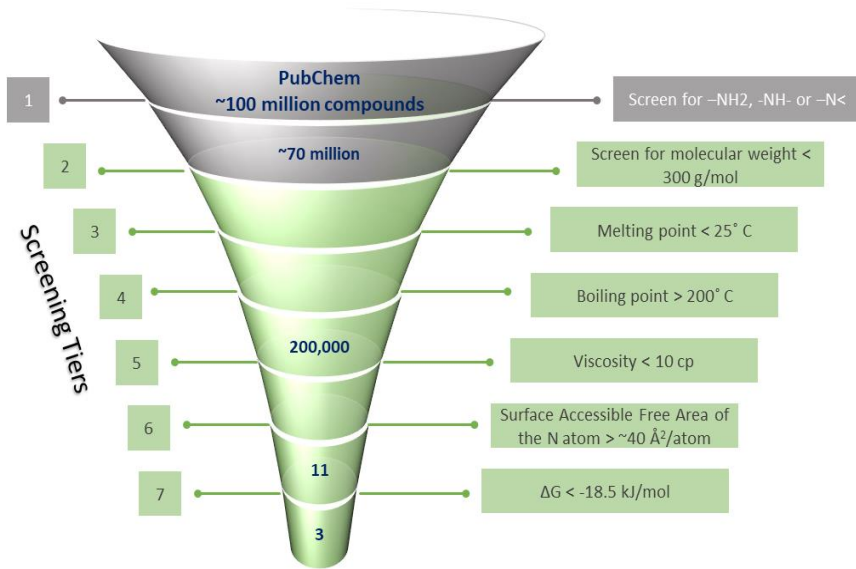 PubChem
~100 million compounds
1
Screen for –NH2, -NH- or –N<
~70 million
2
Screen for molecular weight <
300 g/mol
3
Melting point < 25˚ C
4
Boiling point > 200˚ C
200,000
5
Viscosity < 10 cp
Screening Tiers
6
Surface Accessible Free Area of
the N atom > ~40 Å²/atom
11
7
ΔG < -18.5 kJ/mol
3